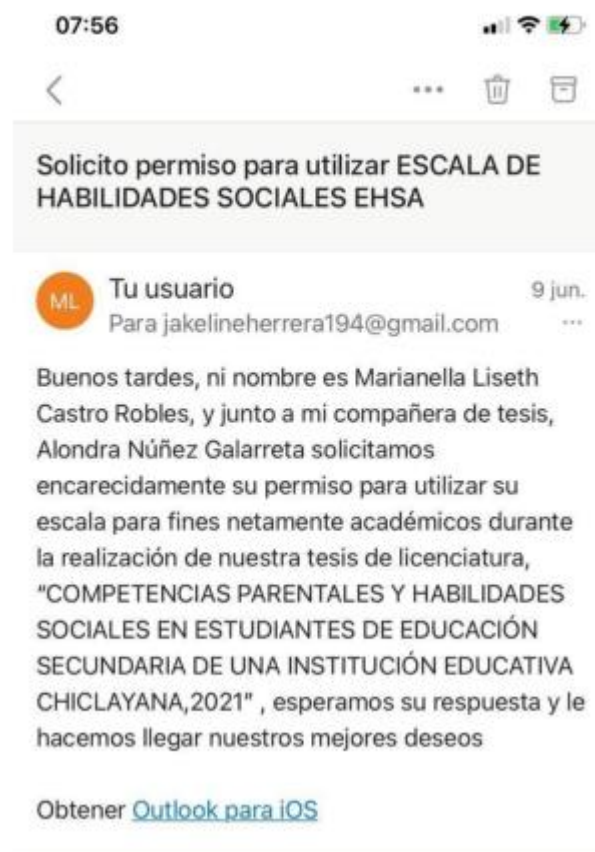 07:56
Solicito permiso para utilizar ESCALA DE
HABILIDADES SOCIALES EHSA
ML
Tu usuario
9 jun.
Para jakelineherrera194@gmail.com
Buenos tardes, ni nombre es Marianella Liseth
Castro Robles, y junto a mi compañera de tesis,
Alondra Núñez Galarreta solicitamos
encarecidamente su permiso para utilizar su
escala para fines netamente académicos durante
la realización de nuestra tesis de licenciatura,
“COMPETENCIAS PARENTALES Y HABILIDADES
SOCIALES EN ESTUDIANTES DE EDUCACIÓN
SECUNDARIA DE UNA INSTITUCIÓN EDUCATIVA
CHICLAYANA,2021” , esperamos su respuesta y le
hacemos llegar nuestros mejores deseos
Obtener Outlook para iOS